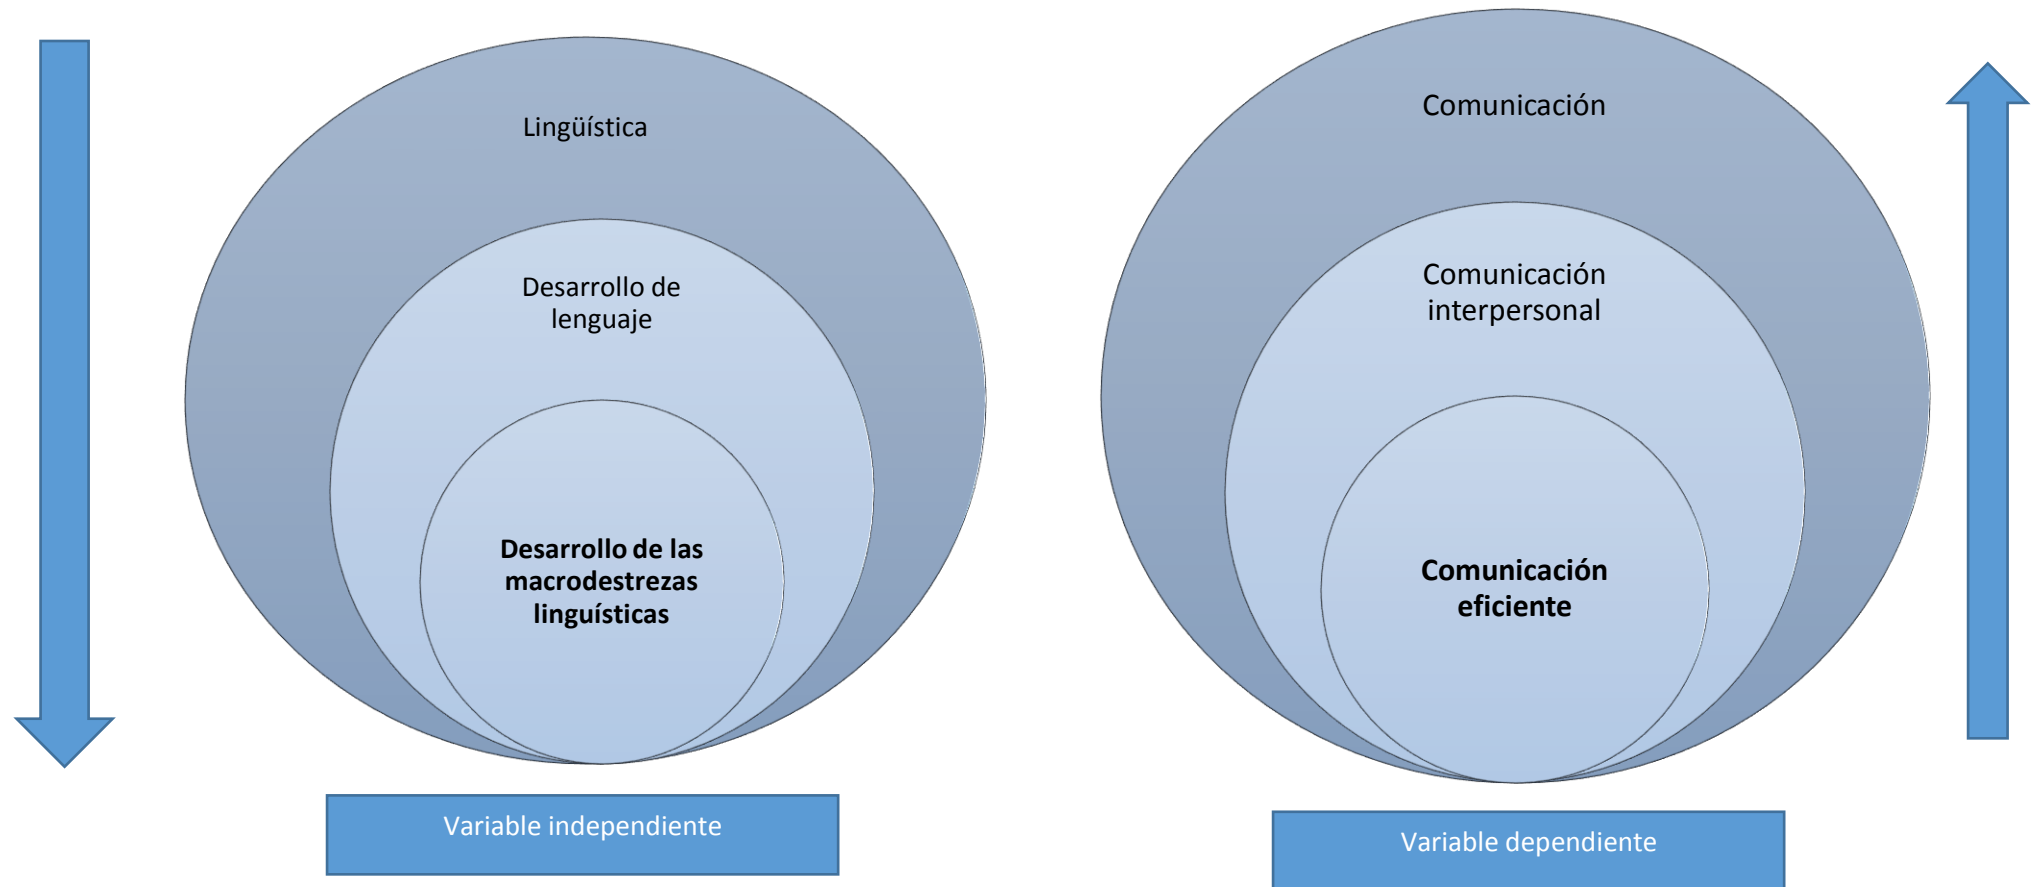 Lingüística
Desarrollo de
lenguaje
Desarrollo de las
macrodestrezas
linguísticas
Variable independiente
Comunicación
Comunicación
interpersonal
Comunicación
eficiente
Variable dependiente